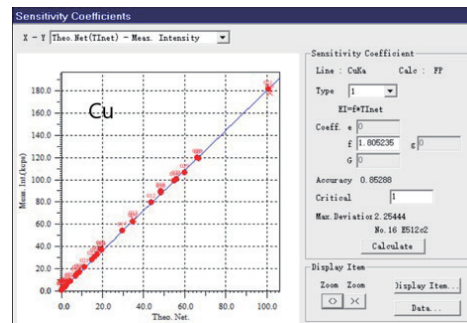 Sensitivity Coefficients
X - Y Theo.Net(TInet) - Meas. Intensity
Cu
Meas. Int(kcps)
180.0
160.0
140.0
120.0
100.0
80.0
60.0
40.0
20.0
0.0
0.0 20.0 40.0 60.0 80.0 100.0
Theo. Net.
Sensitivity Coefficient
Line : CuKa Calc : FP
Type 1
EI=f*TInet
Coeff. e 0
f 1.805235 g 0
G 0
Accuracy 0.85288
Critical 1
Max.Deviation 2.25444
No.16 E512s2
Calculate
Display Item
Zoom Zoom Display Item...
<> >< Data...